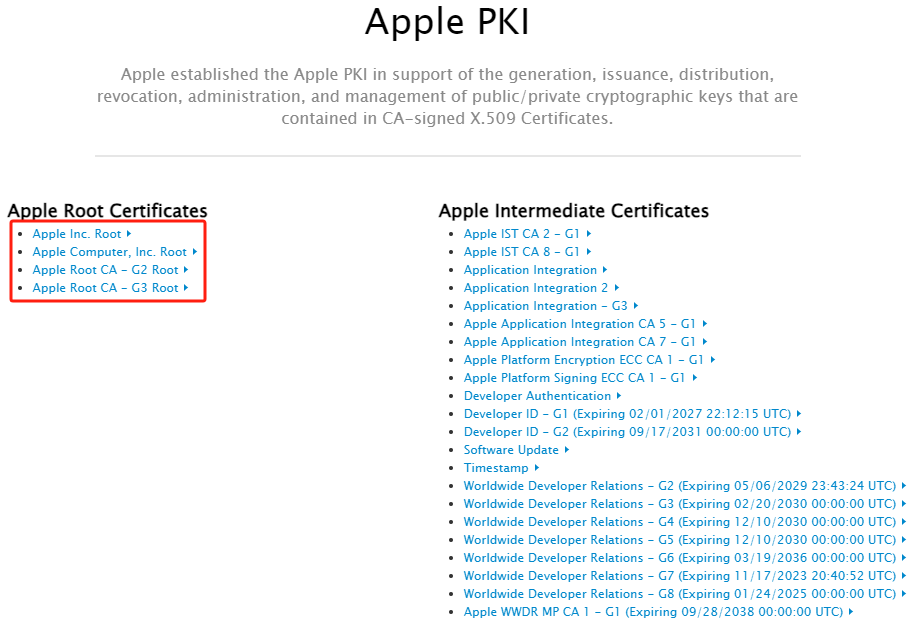 Apple PKI
Apple established the Apple PKI in support of the generation, issuance, distribution,
revocation, administration, and management of public/private cryptographic keys that are
contained in CA-signed X.509 Certificates.
Apple Root Certificates
Apple Inc. Root
Apple Computer, Inc. Root
Apple Root CA - G2 Root
Apple Root CA - G3 Root
Apple Intermediate Certificates
Apple IST CA 2 - G1
Apple IST CA 8 - G1
Application Integration
Application Integration 2
Application Integration - G3
Apple Application Integration CA 5 - G1
Apple Application Integration CA 7 - G1
Apple Platform Encryption ECC CA 1 - G1
Apple Platform Signing ECC CA 1 - G1
Developer Authentication
Developer ID - G1 (Expiring 02/01/2027 22:12:15 UTC)
Developer ID - G2 (Expiring 09/17/2031 00:00:00 UTC)
Software Update
Timestamp
Worldwide Developer Relations - G2 (Expiring 05/06/2029 23:43:24 UTC)
Worldwide Developer Relations - G3 (Expiring 02/20/2030 00:00:00 UTC)
Worldwide Developer Relations - G4 (Expiring 12/10/2030 00:00:00 UTC)
Worldwide Developer Relations - G5 (Expiring 12/10/2030 00:00:00 UTC)
Worldwide Developer Relations - G6 (Expiring 03/19/2036 00:00:00 UTC)
Worldwide Developer Relations - G7 (Expiring 11/17/2023 20:40:52 UTC)
Worldwide Developer Relations - G8 (Expiring 01/24/2025 00:00:00 UTC)
Apple WWDR MP CA 1 - G1 (Expiring 09/28/2038 00:00:00 UTC)